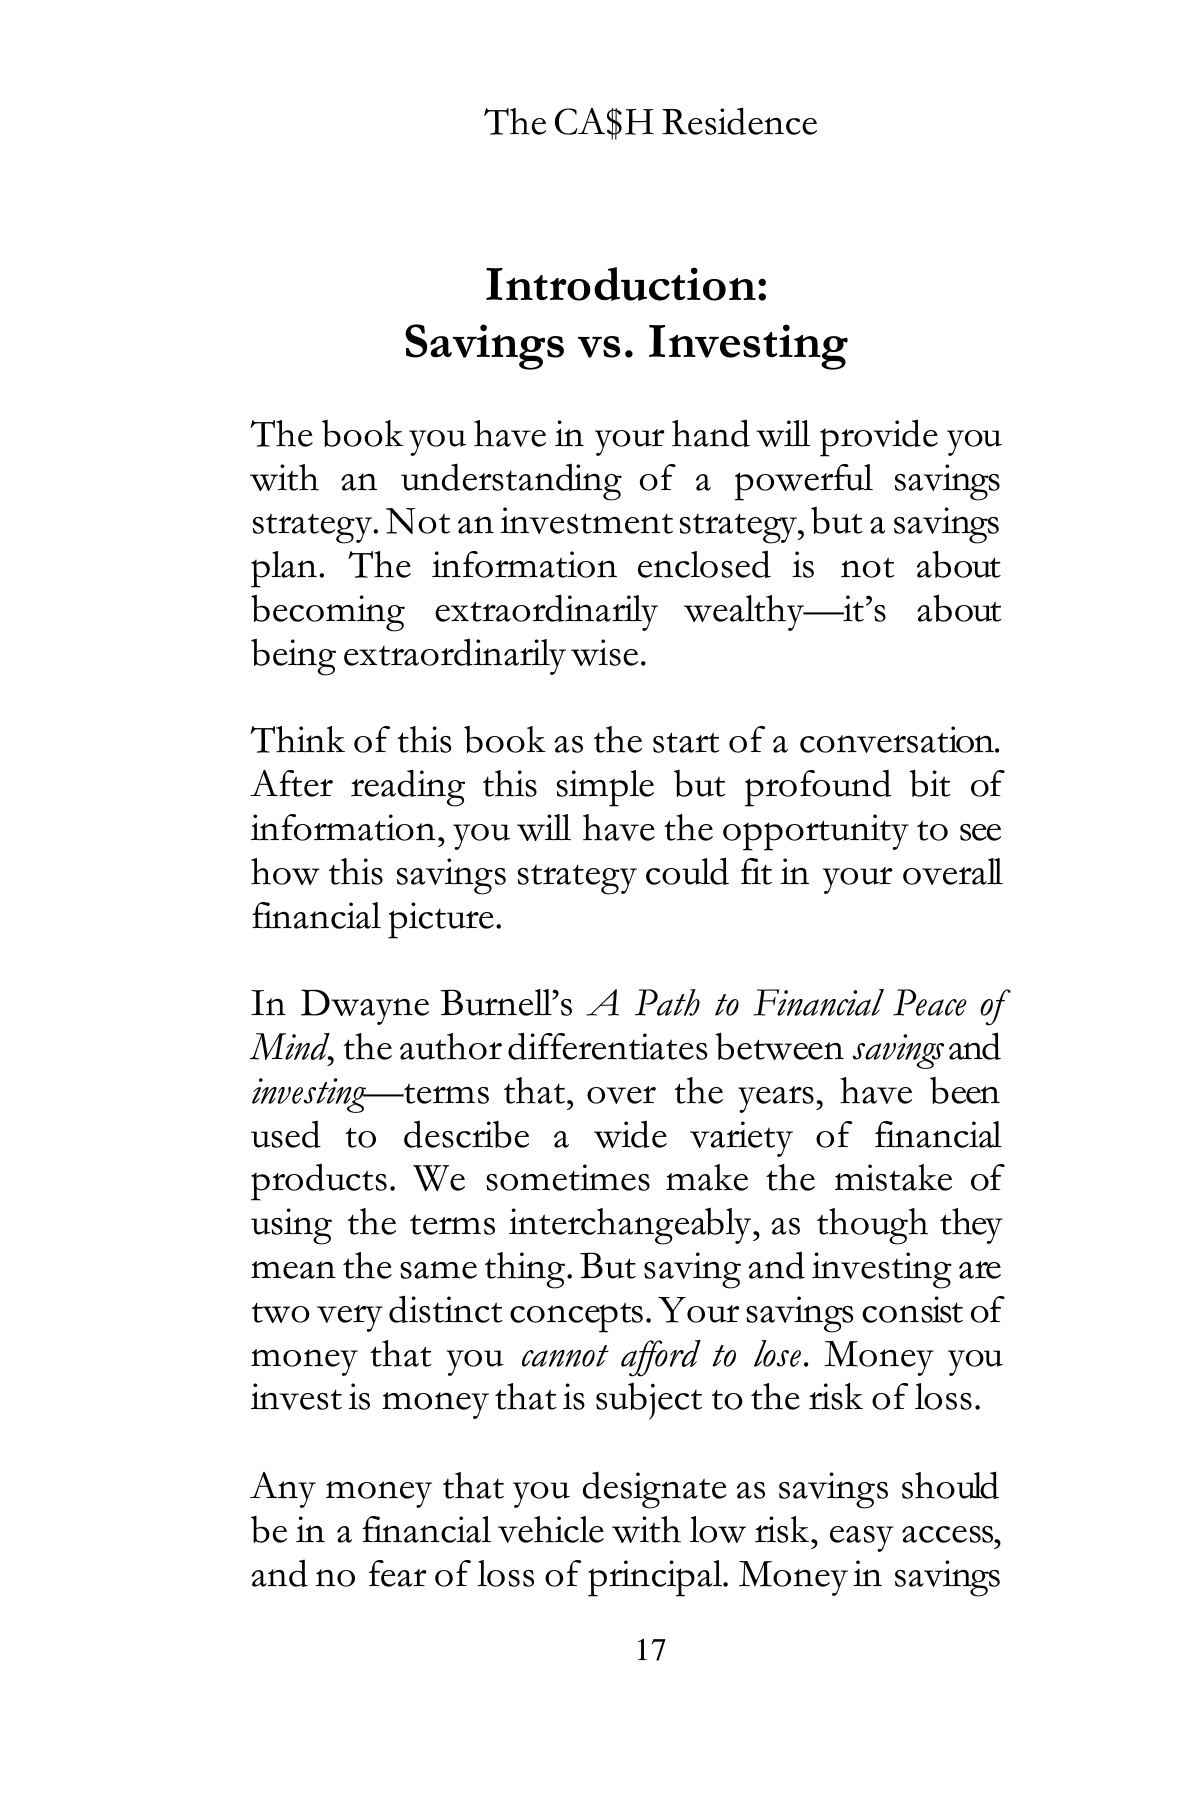 The CA$H Residence
Introduction:
Savings vs. Investing
The book you have in your hand will provide you
with an understanding of a powerful savings
strategy. Not an investment strategy, but a savings
plan. The information enclosed is not about
becoming extraordinarily wealthy—it’s about
being extraordinarily wise.
Think of this book as the start of a conversation.
After reading this simple but profound bit of
information, you will have the opportunity to see
how this savings strategy could fit in your overall
financial picture.
In Dwayne Burnell’s A Path to Financial Peace of
Mind, the author differentiates between savings and
investing—terms that, over the years, have been
used to describe a wide variety of financial
products. We sometimes make the mistake of
using the terms interchangeably, as though they
mean the same thing. But saving and investing are
two very distinct concepts. Your savings consist of
money that you cannot afford to lose. Money you
invest is money that is subject to the risk of loss.
Any money that you designate as savings should
be in a financial vehicle with low risk, easy access,
and no fear of loss of principal. Money in savings
17